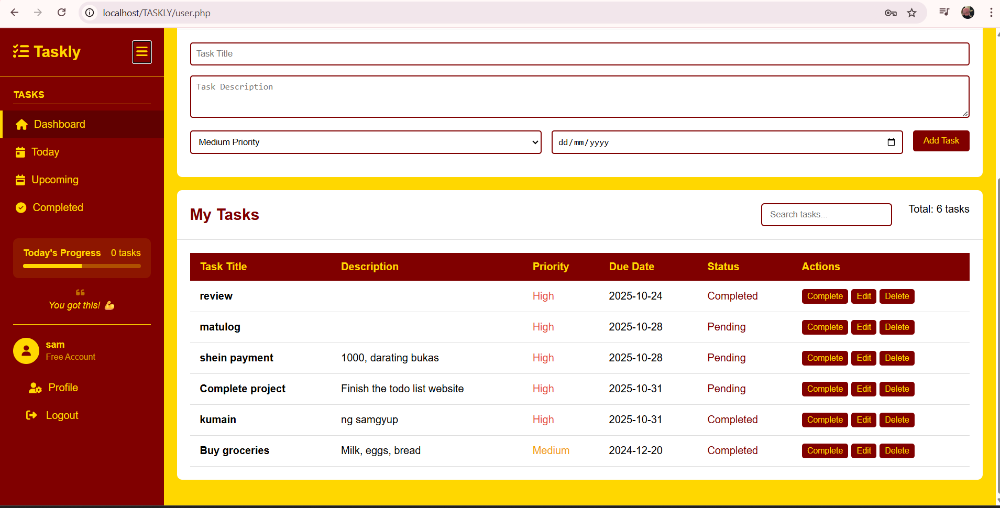 localhost/TASKLY/user.php
Taskly
TASKS
Dashboard
Today
Upcoming
Completed
Today's Progress 0 tasks
You got this! 💪
sam
Free Account
Profile
Logout
Task Title
Task Description
Medium Priority dd/mm/yyyy Add Task
My Tasks Search tasks... Total: 6 tasks
Task Title Description Priority Due Date Status Actions
review High 2025-10-24 Completed Complete Edit Delete
matulog High 2025-10-28 Pending Complete Edit Delete
shein payment 1000, darating bukas High 2025-10-28 Pending Complete Edit Delete
Complete project Finish the todo list website High 2025-10-31 Pending Complete Edit Delete
kumain ng samgyup High 2025-10-31 Completed Complete Edit Delete
Buy groceries Milk, eggs, bread Medium 2024-12-20 Completed Complete Edit Delete